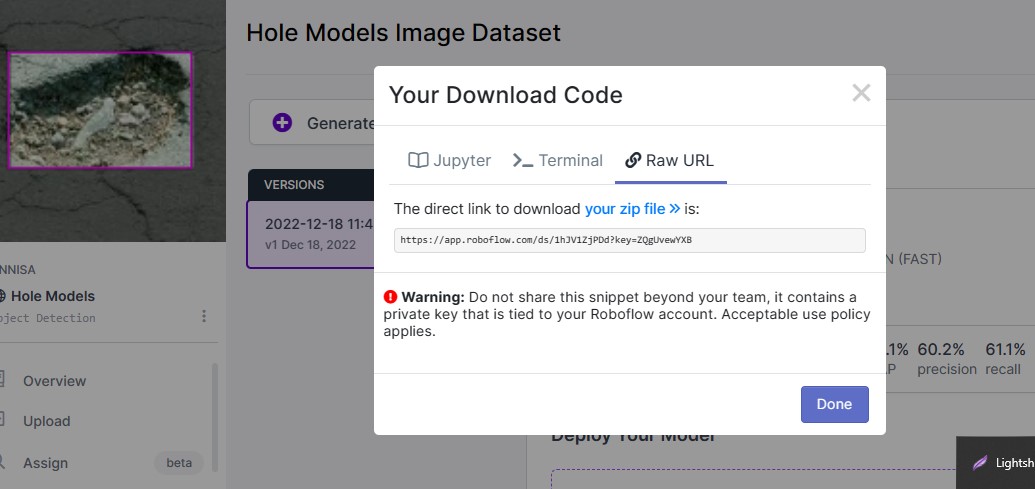 Hole Models Image Dataset
Your Download Code
Generate
Jupyter
Terminal
Raw URL
VERSIONS
The direct link to download your zip file » is:
2022-12-18 11:4
v1 Dec 18, 2022
https://app.roboflow.com/ds/1hJV1ZjPDd?key=ZQgUvewYXB
N (FAST)
NNISA
Hole Models
oject Detection
Warning: Do not share this snippet beyond your team, it contains a
private key that is tied to your Roboflow account. Acceptable use policy
applies.
.1% 60.2% 61.1%
P precision recall
Overview
Upload
Assign beta
Done
Deploy Your Model
Lightsh